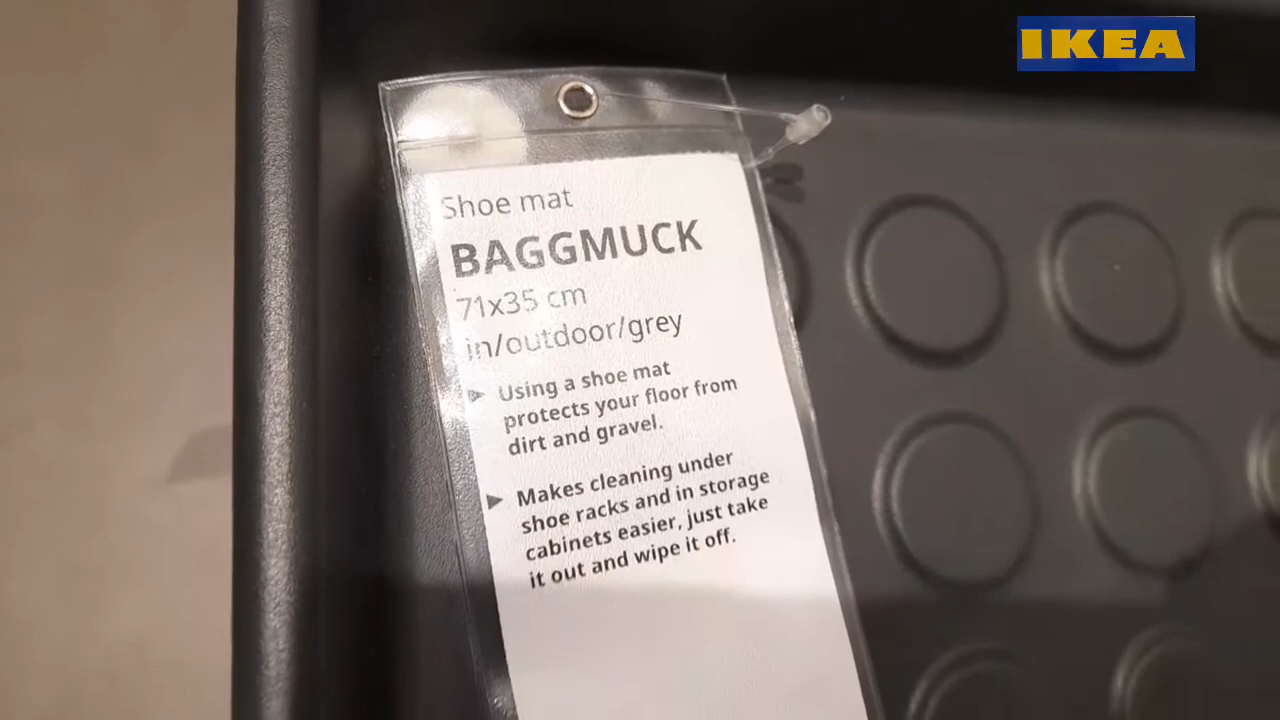 IKEA
Shoe mat
BAGGMUCK
71x35 cm
in/outdoor/grey
Using a shoe mat
protects your floor from
dirt and gravel.
Makes cleaning under
shoe racks and in storage
cabinets easier, just take
it out and wipe it off.